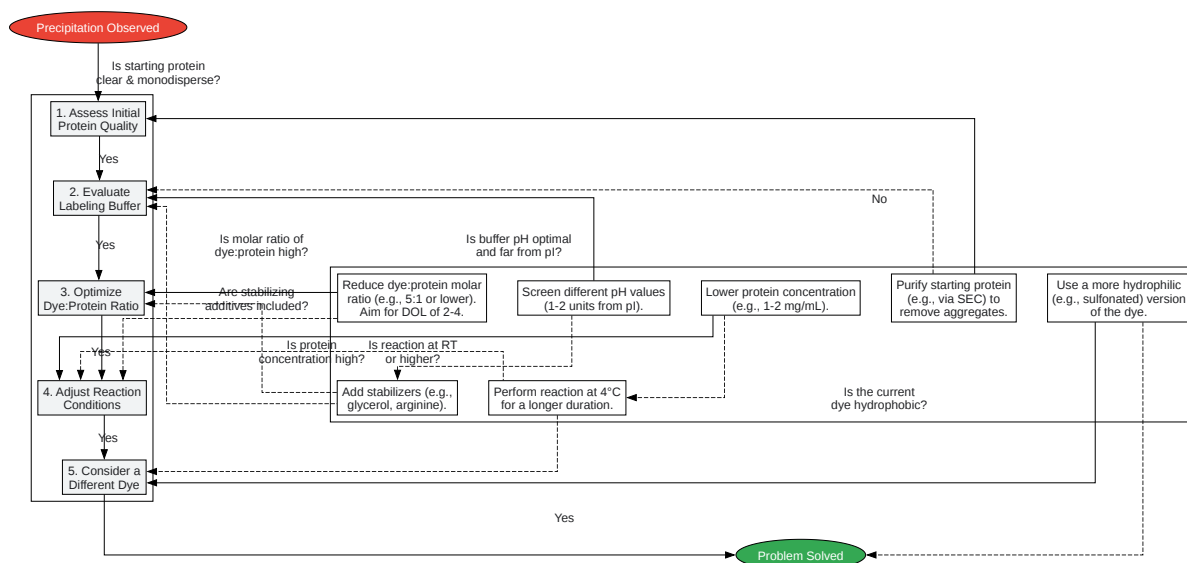 Precipitation Observed
Is starting protein
clear & monodisperse?
1. Assess Initial
Protein Quality
Yes
2. Evaluate
Labeling Buffer
No
Yes
Is molar ratio of
dye:protein high?
Is buffer pH optimal
and far from pI?
3. Optimize
Dye:Protein Ratio
Are stabilizing
additives included?
Reduce dye:protein molar
ratio (e.g., 5:1 or lower).
Aim for DOL of 2-4.
Screen different pH values
(1-2 units from pI).
Lower protein concentration
(e.g., 1-2 mg/mL).
Purify starting protein
(e.g., via SEC) to
remove aggregates.
Use a more hydrophilic
(e.g., sulfonated) version
of the dye.
Yes
Is protein
concentration high?
Is reaction at RT
or higher?
4. Adjust Reaction
Conditions
Add stabilizers (e.g.,
glycerol, arginine).
Perform reaction at 4°C
for a longer duration.
Is the current
dye hydrophobic?
Yes
5. Consider a
Different Dye
Yes
Problem Solved